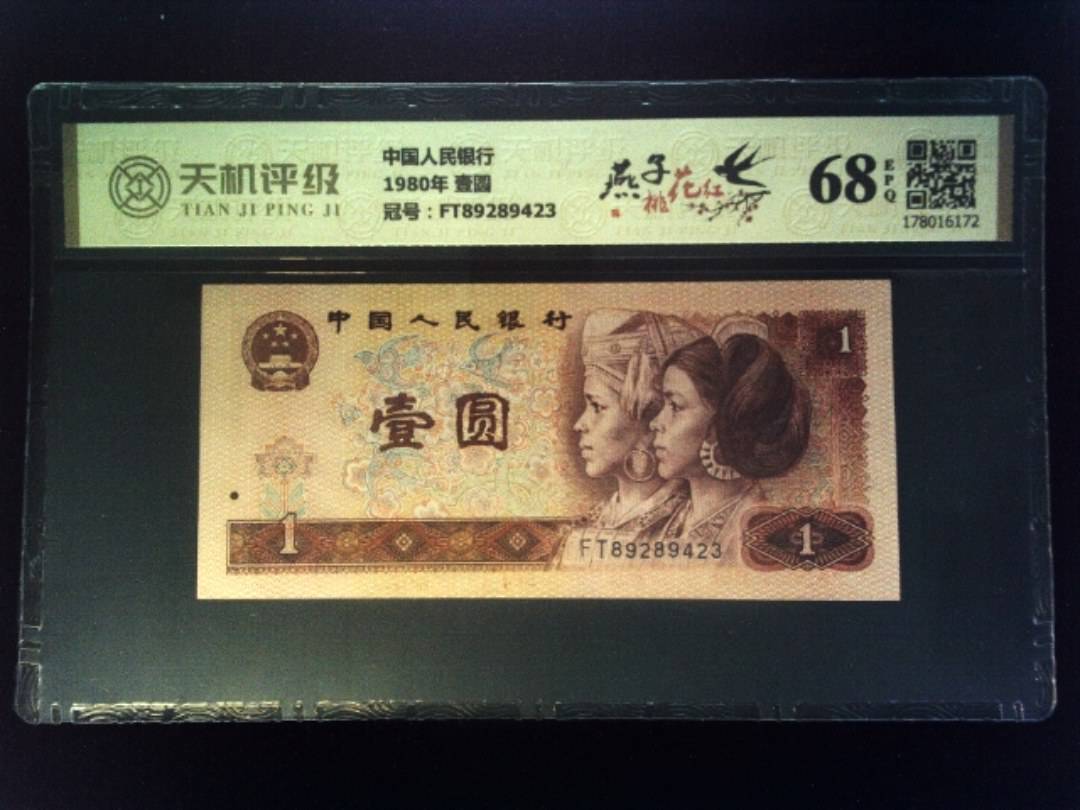 天机评级
TIAN JI PING JI
中国人民银行
1980年 壹圆
冠号：FT89289423
燕子
桃花红
68
EPQ
178016172
中国人民银行
1
壹圆
1
FT89289423
1